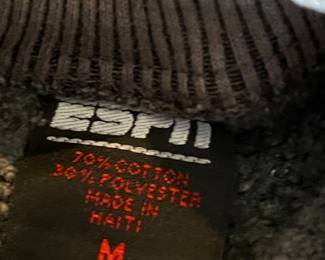 ESPN
70% COTTON
30% POLYESTER
MADE IN
HAITI
M